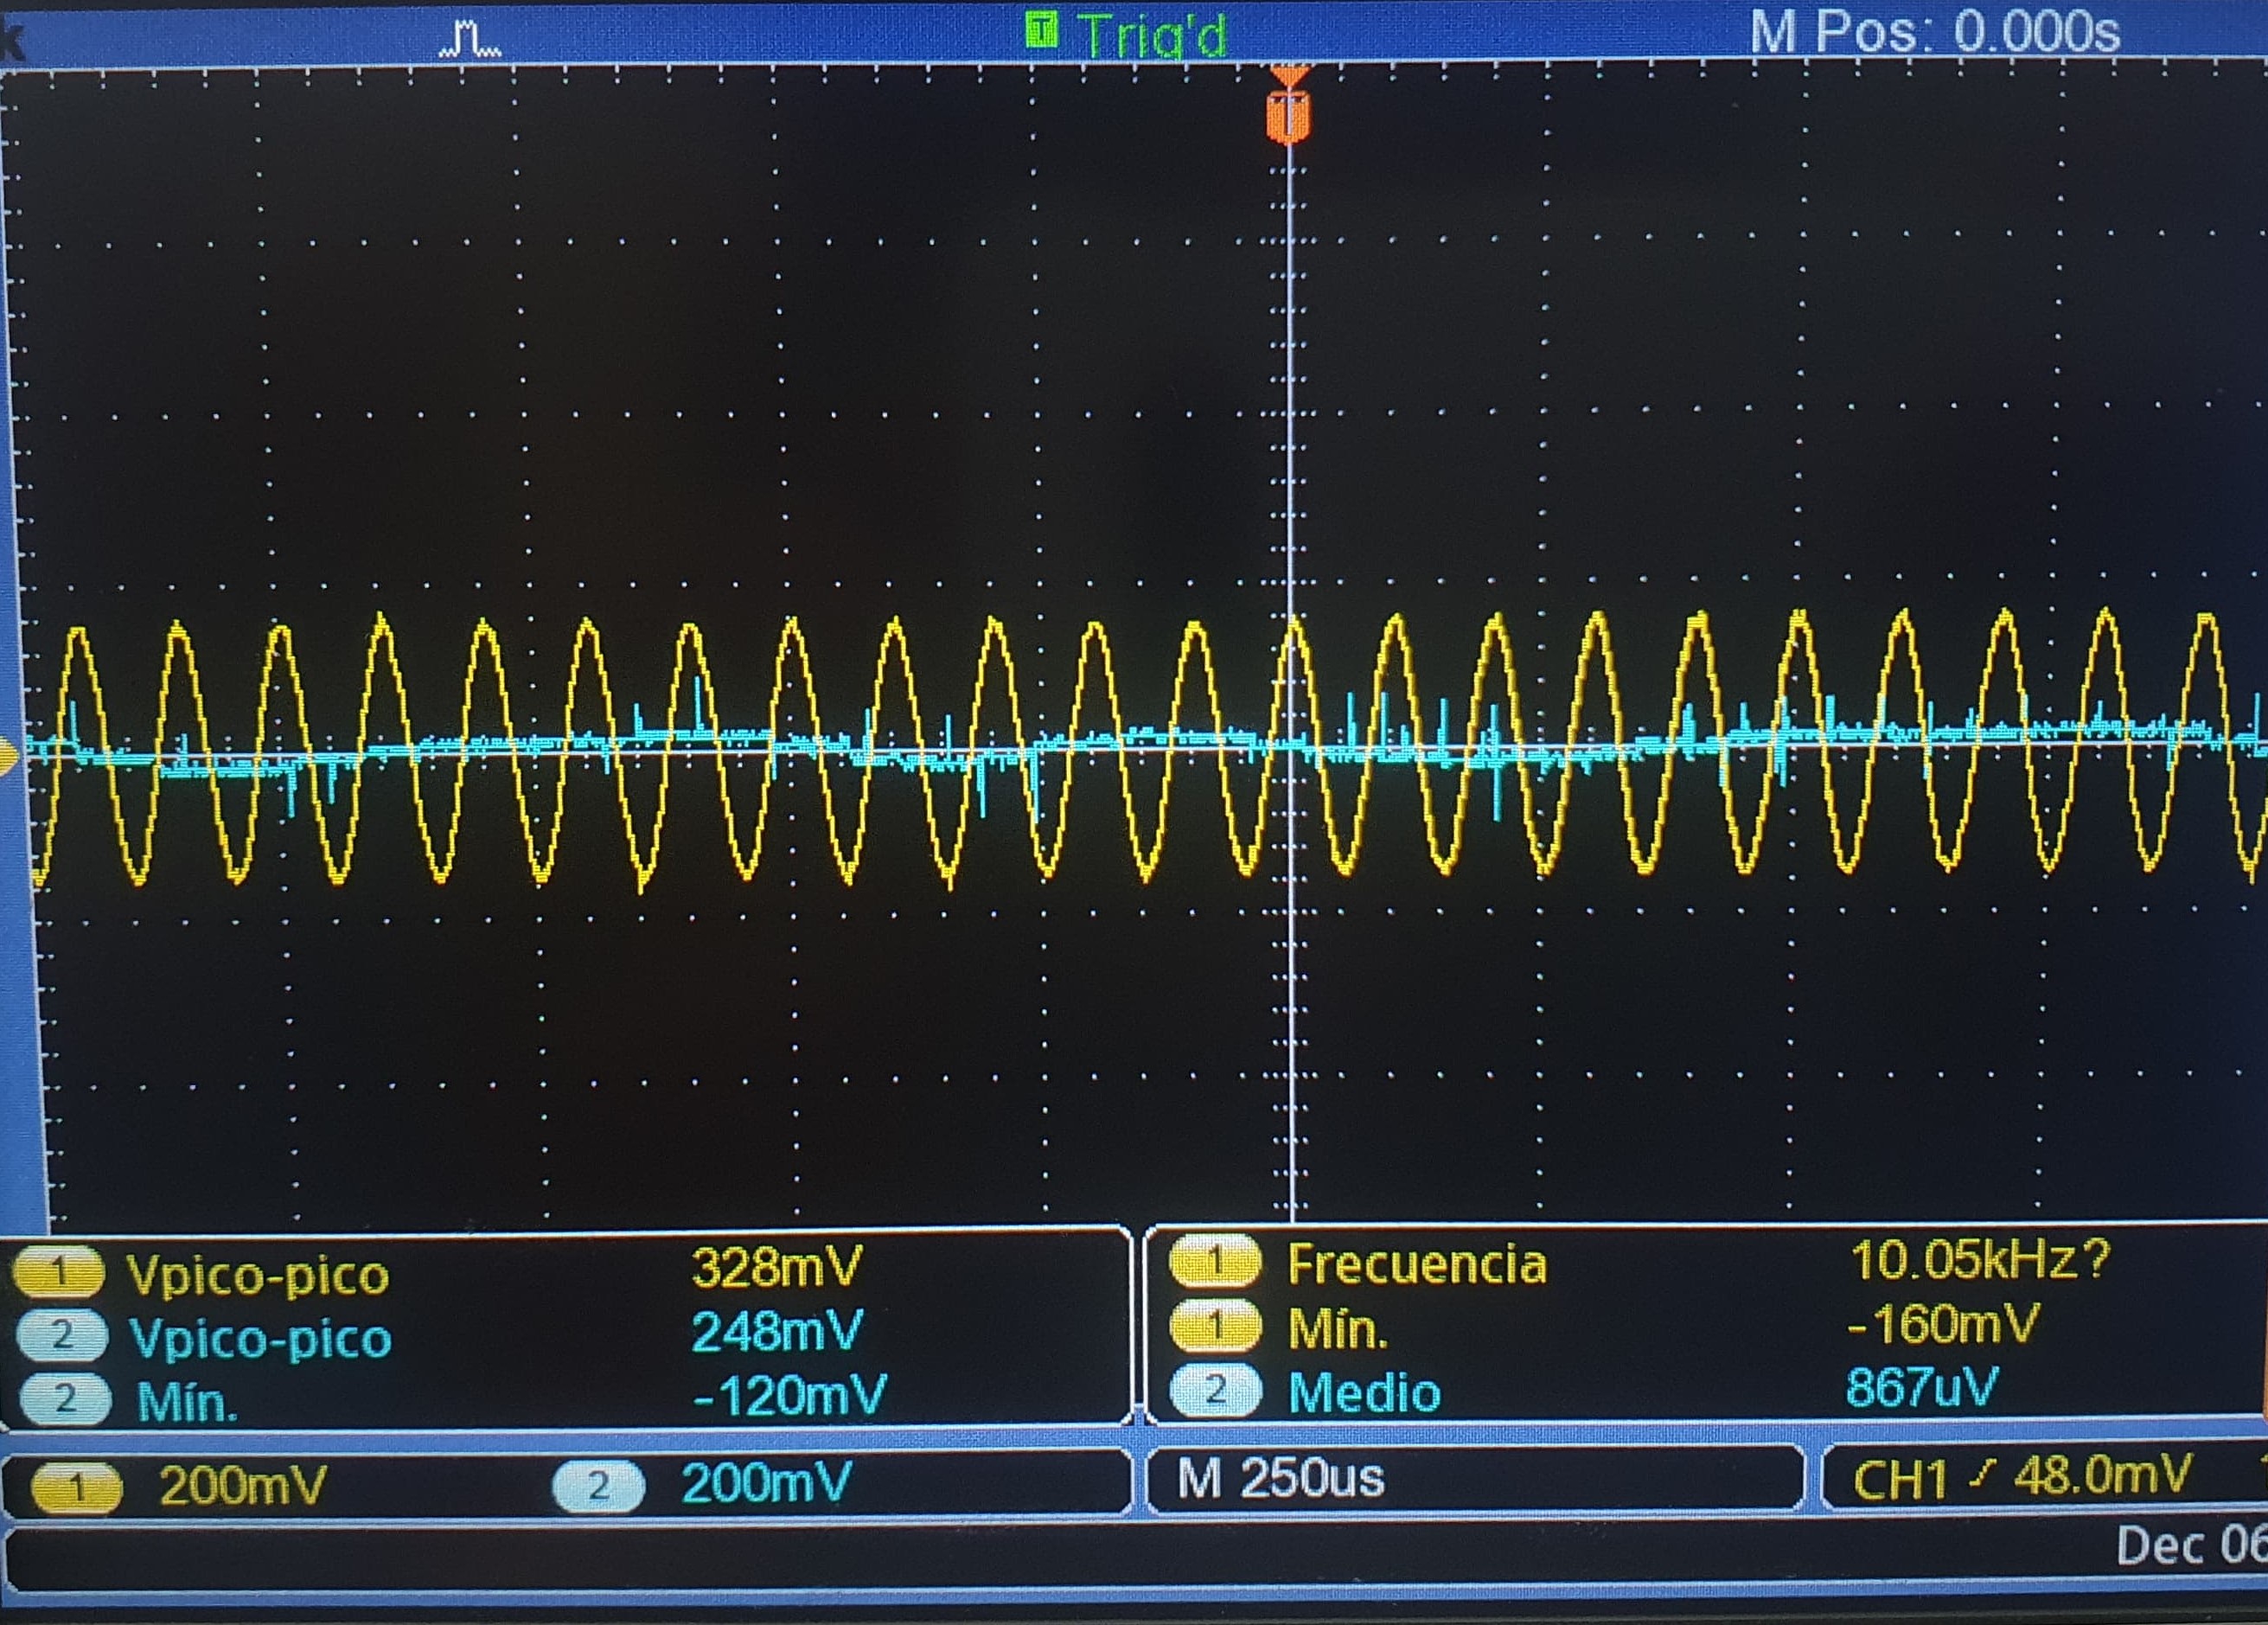 k T Trig'd M Pos: 0.000s
T
1 Vpico-pico 328mV 1 Frecuencia 10.05kHz?
2 Vpico-pico 248mV 1 Mín. -160mV
2 Mín. -120mV 2 Medio 867uV
1 200mV 2 200mV M 250us CH1 48.0mV
Dec 06